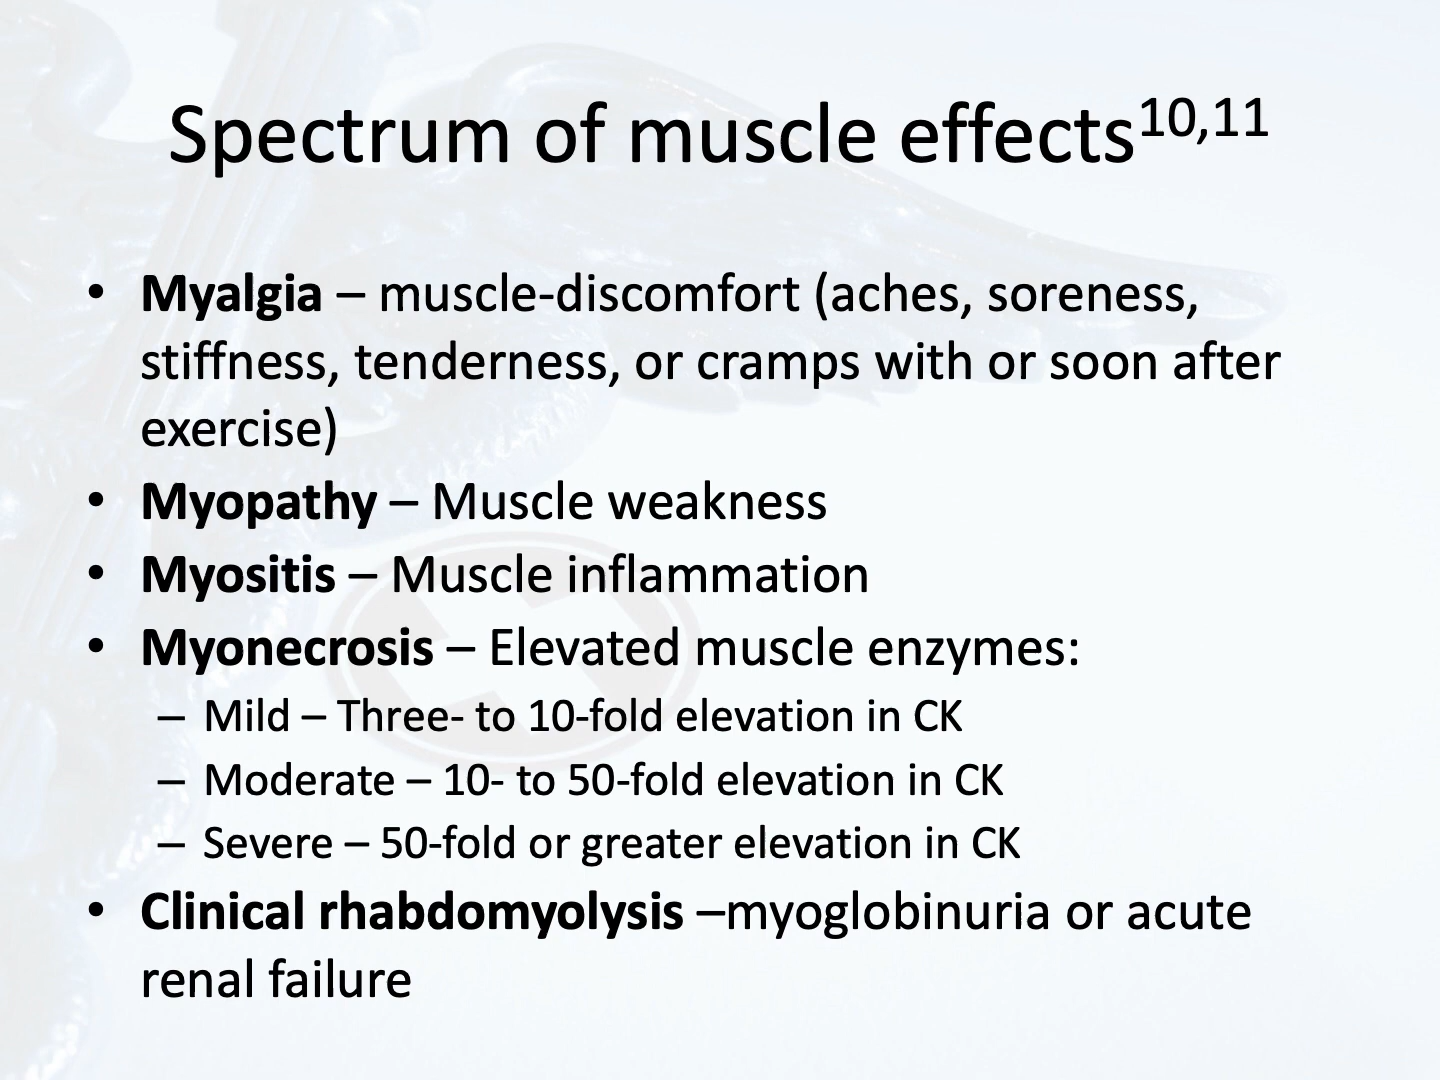 Spectrum of muscle effects10,11
• Myalgia – muscle-discomfort (aches, soreness,
stiffness, tenderness, or cramps with or soon after
exercise)
• Myopathy – Muscle weakness
• Myositis – Muscle inflammation
• Myonecrosis – Elevated muscle enzymes:
– Mild – Three- to 10-fold elevation in CK
– Moderate – 10- to 50-fold elevation in CK
– Severe – 50-fold or greater elevation in CK
• Clinical rhabdomyolysis –myoglobinuria or acute
renal failure